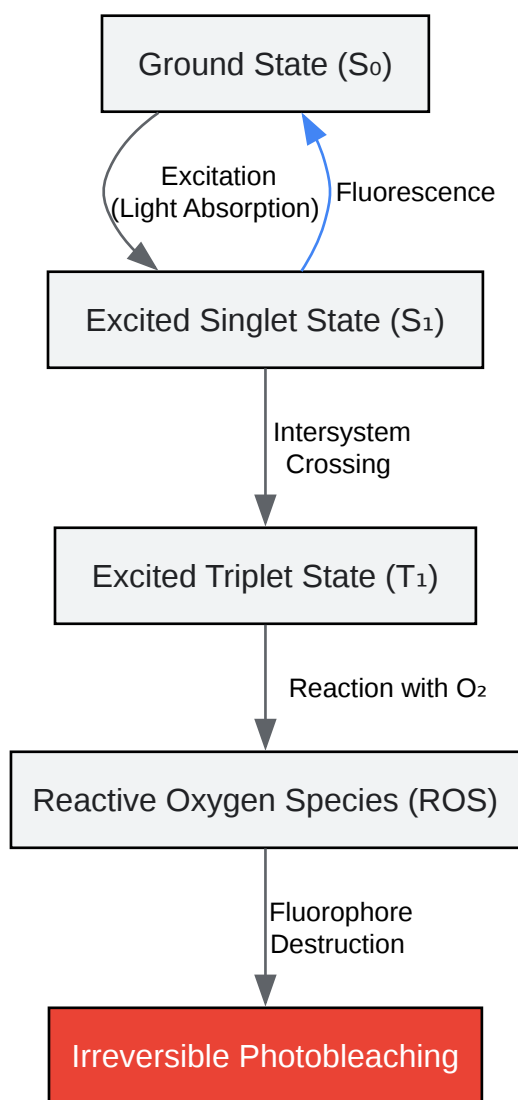 Ground State (S₀)
Excitation
(Light Absorption)
Fluorescence
Excited Singlet State (S₁)
Intersystem
Crossing
Excited Triplet State (T₁)
Reaction with O₂
Reactive Oxygen Species (ROS)
Fluorophore
Destruction
Irreversible Photobleaching